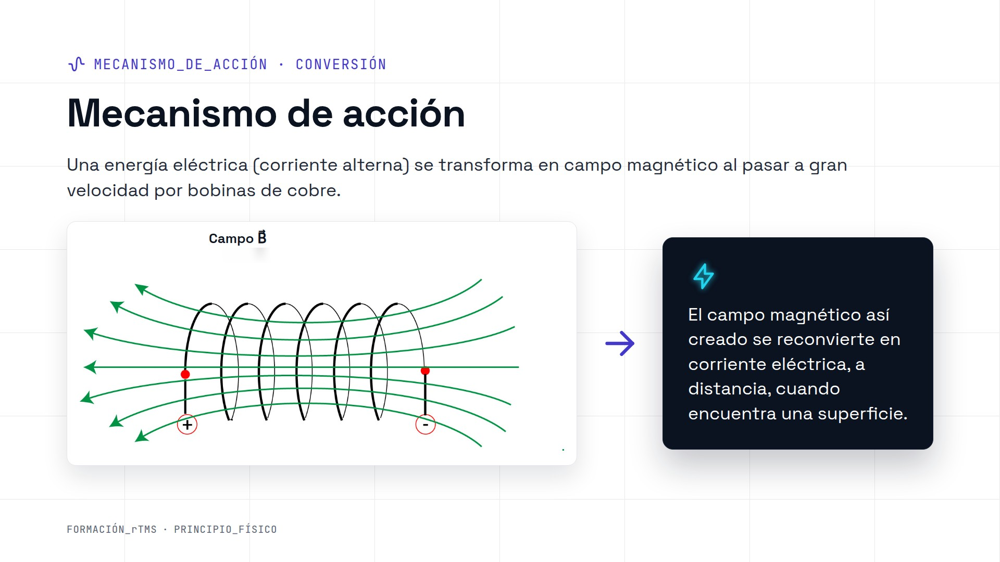 MECANISMO_DE_ACCIÓN · CONVERSIÓN
Mecanismo de acción
Una energía eléctrica (corriente alterna) se transforma en campo magnético al pasar a gran
velocidad por bobinas de cobre.
Campo B⃗
+
-
El campo magnético así
creado se reconvierte en
corriente eléctrica, a
distancia, cuando
encuentra una superficie.
FORMACIÓN_rTMS · PRINCIPIO_FÍSICO